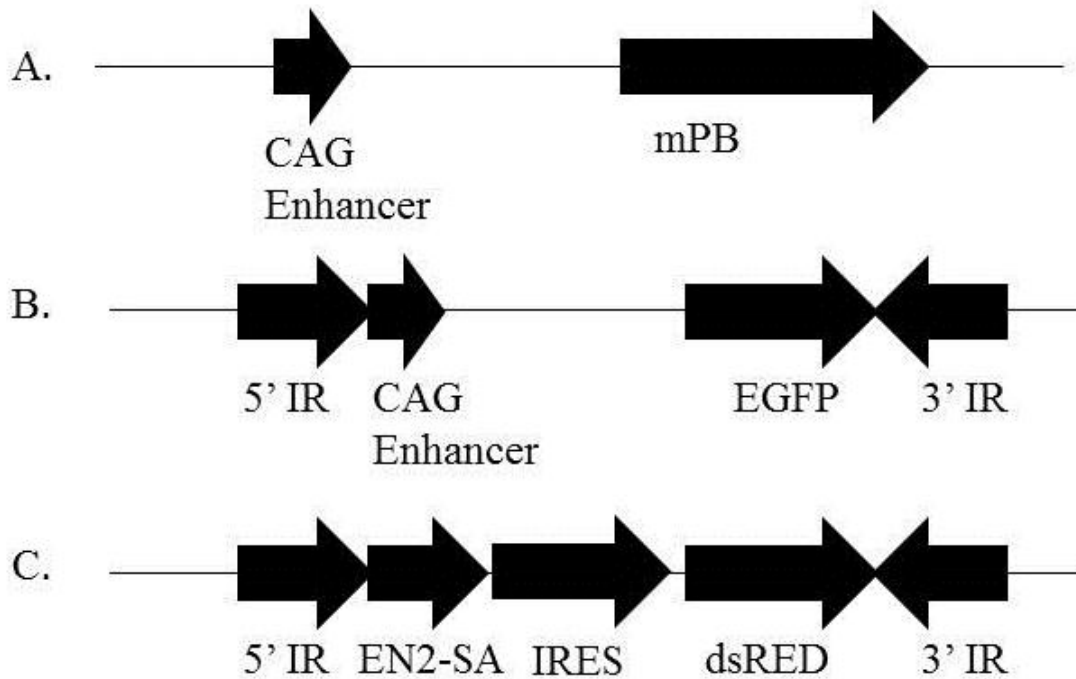 A.
CAG
Enhancer
mPB
B.
5’ IR
CAG
Enhancer
EGFP
3’ IR
C.
5’ IR
EN2-SA
IRES
dsRED
3’ IR